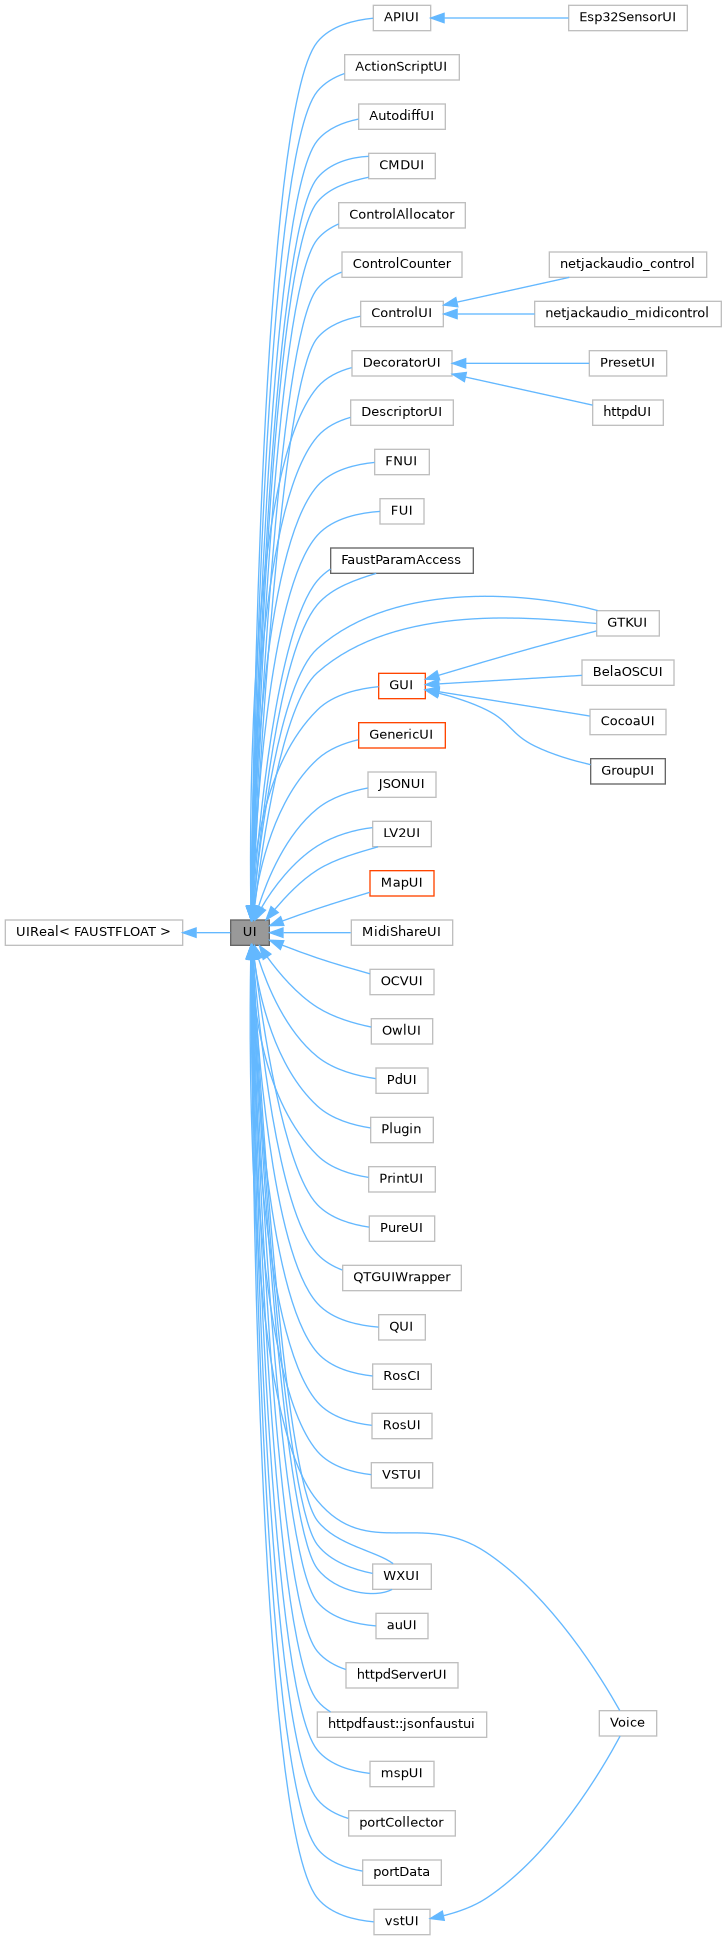 APIUI
Esp32SensorUI
ActionScriptUI
AutodiffUI
CMDUI
ControlAllocator
ControlCounter
netjackaudio_control
ControlUI
netjackaudio_midicontrol
DecoratorUI
PresetUI
DescriptorUI
httpdUI
FNUI
FUI
FaustParamAccess
GTKUI
GUI
BelaOSCUI
CocoaUI
GenericUI
GroupUI
JSONUI
LV2UI
MapUI
UIReal< FAUSTFLOAT >
UI
MidiShareUI
OCVUI
OwlUI
PdUI
Plugin
PrintUI
PureUI
QTGUIWrapper
QUI
RosCI
RosUI
VSTUI
WXUI
auUI
httpdServerUI
httpdfaust::jsonfaustui
Voice
mspUI
portCollector
portData
vstUI